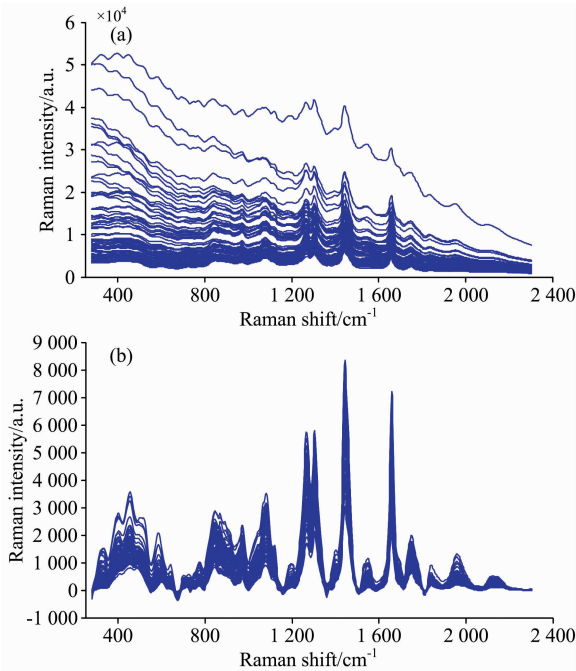 ×10⁴
(a)
6
5
4
3
2
1
0
Raman intensity/a.u.
400 800 1 200 1 600 2 000 2 400
Raman shift/cm⁻¹
(b)
9 000
8 000
7 000
6 000
5 000
4 000
3 000
2 000
1 000
0
-1 000
Raman intensity/a.u.
400 800 1 200 1 600 2 000 2 400
Raman shift/cm⁻¹